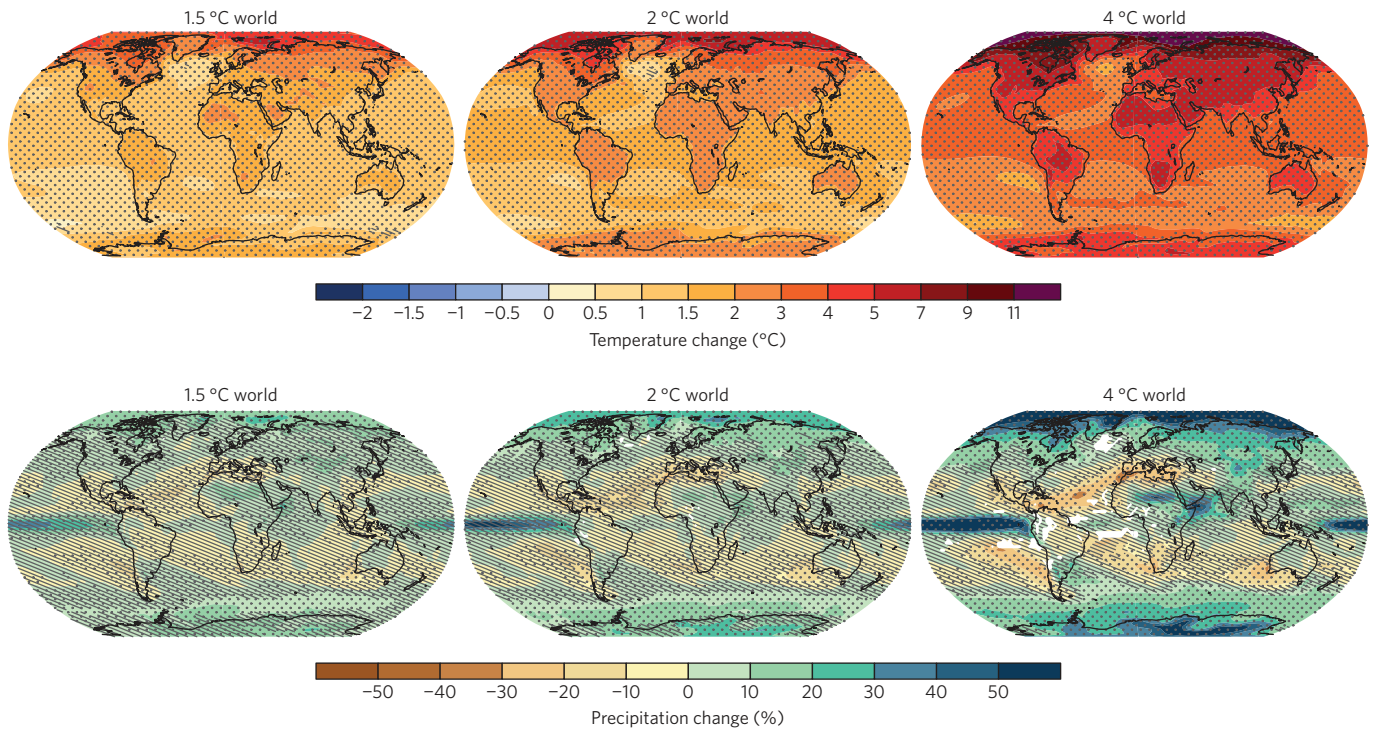 1.5 °C world 2 °C world 4 °C world
−2 −1.5 −1 −0.5 0 0.5 1 1.5 2 3 4 5 7 9 11
Temperature change (°C)
1.5 °C world 2 °C world 4 °C world
−50 −40 −30 −20 −10 0 10 20 30 40 50
Precipitation change (%)